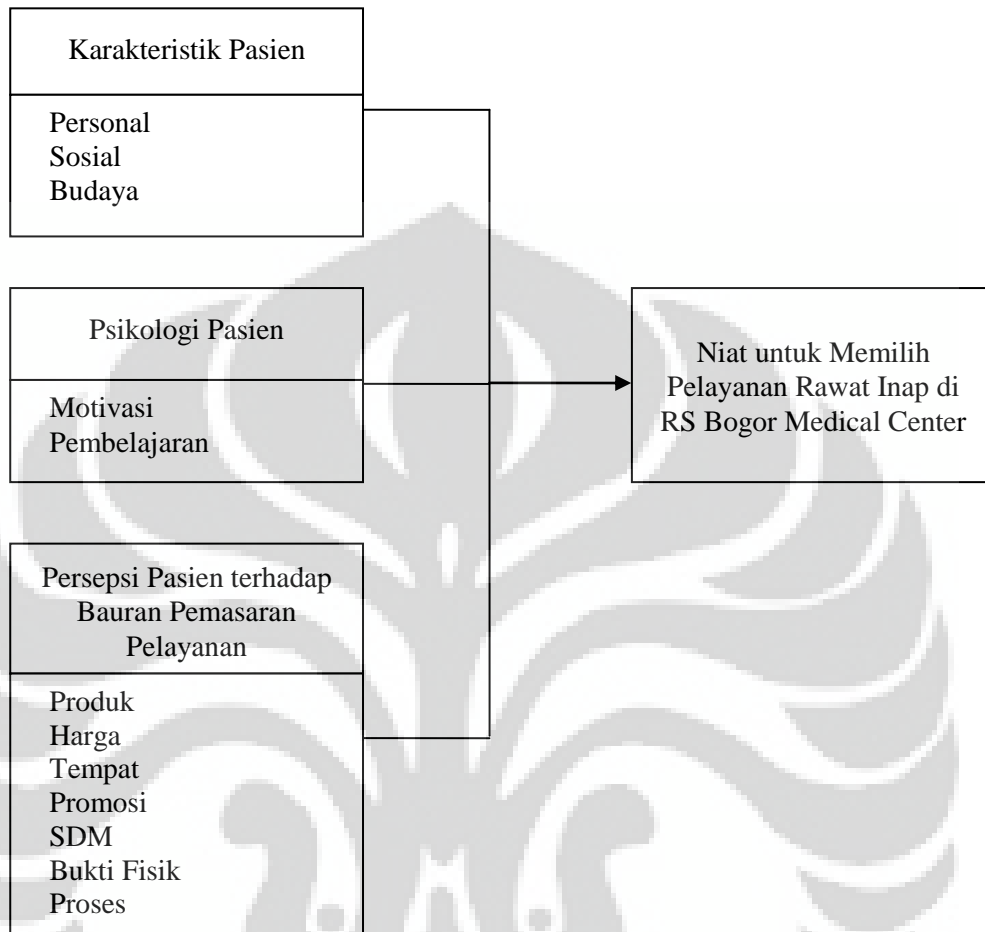 Karakteristik Pasien
Personal
Sosial
Budaya
Psikologi Pasien
Motivasi
Pembelajaran
Niat untuk Memilih
Pelayanan Rawat Inap di
RS Bogor Medical Center
Persepsi Pasien terhadap
Bauran Pemasaran
Pelayanan
Produk
Harga
Tempat
Promosi
SDM
Bukti Fisik
Proses